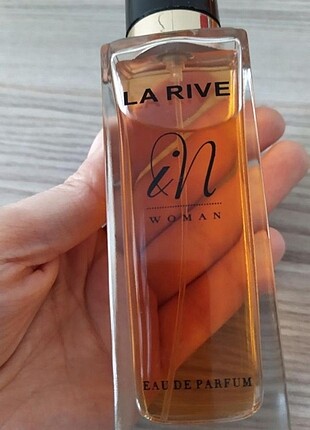 LA RIVE
in
WOMAN
EAU DE PARFUM